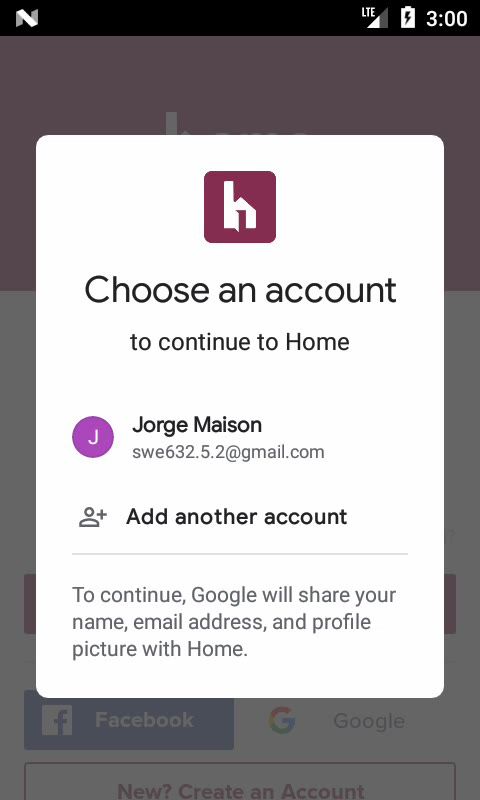 LTE 3:00
Choose an account
to continue to Home
J
Jorge Maison
swe632.5.2@gmail.com
Add another account
To continue, Google will share your
name, email address, and profile
picture with Home.
Facebook
Google
New? Create an Account